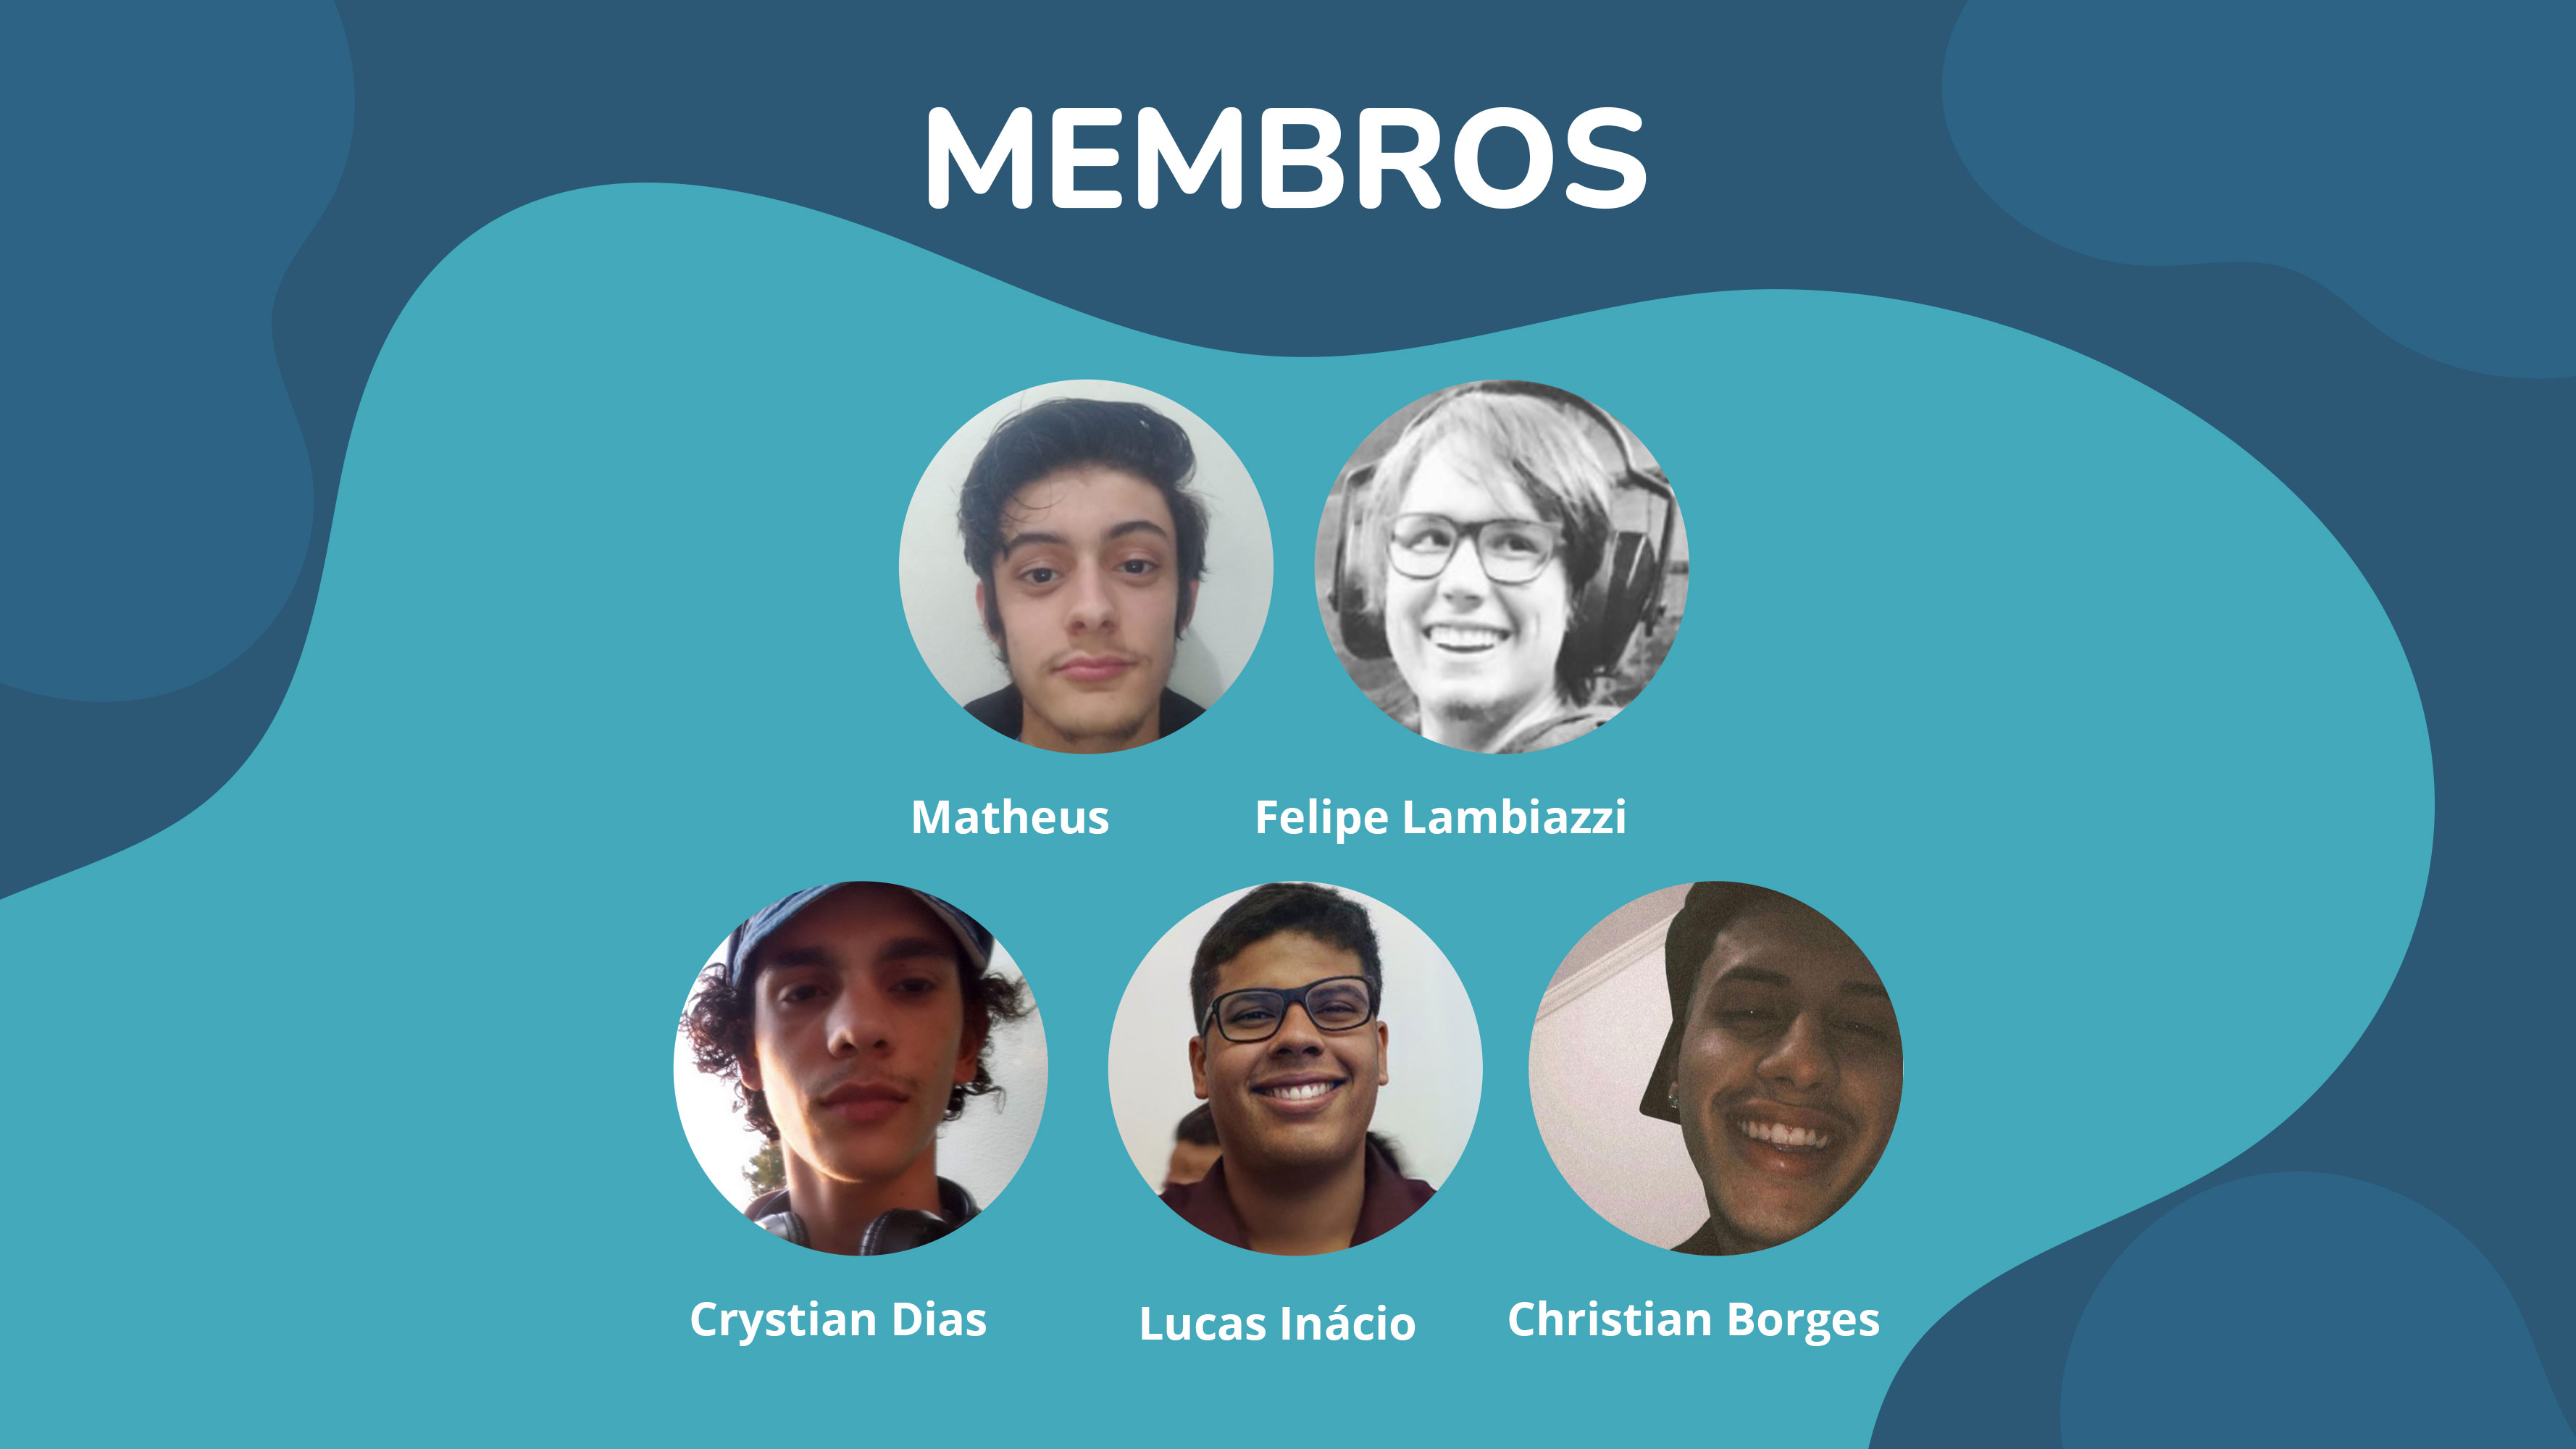 MEMBROS
Matheus
Felipe Lambiazzi
Crystian Dias
Lucas Inácio
Christian Borges